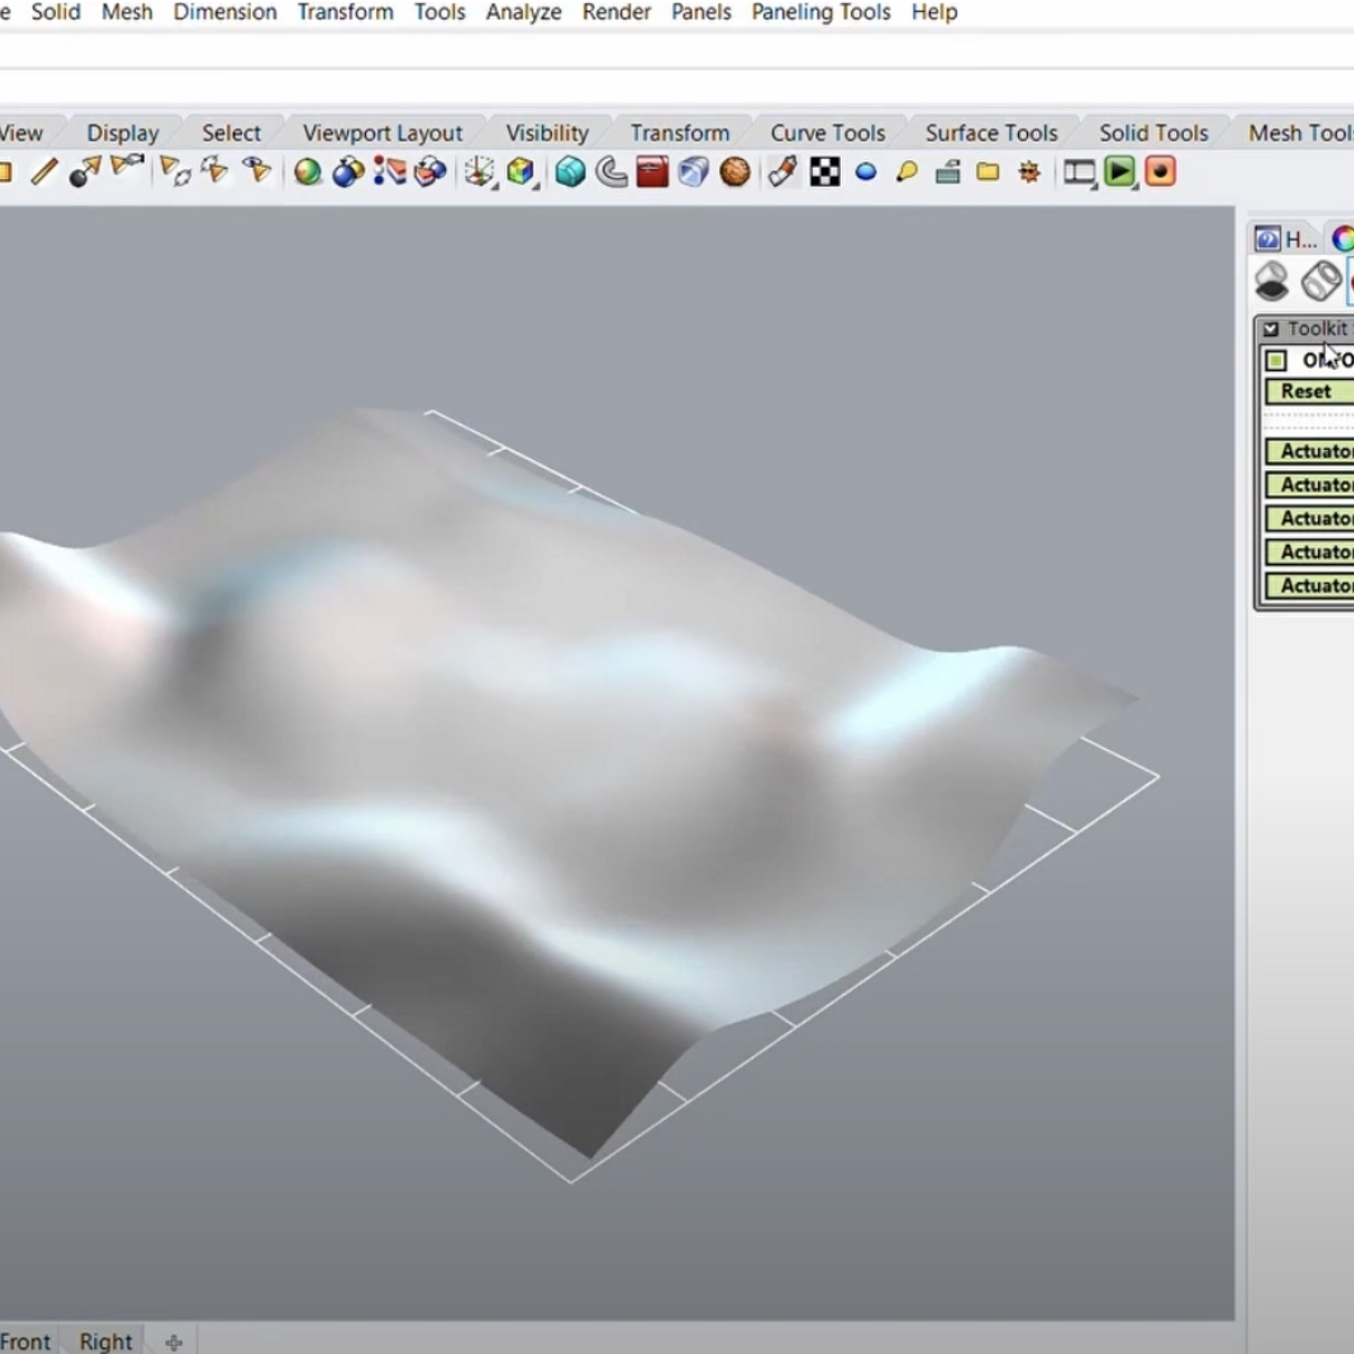 e Solid Mesh Dimension Transform Tools Analyze Render Panels Paneling Tools Help
View Display Select Viewport Layout Visibility Transform Curve Tools Surface Tools Solid Tools Mesh Tools
H...
Toolkit
Reset
Actuator
Actuator
Actuator
Actuator
Actuator
Front Right